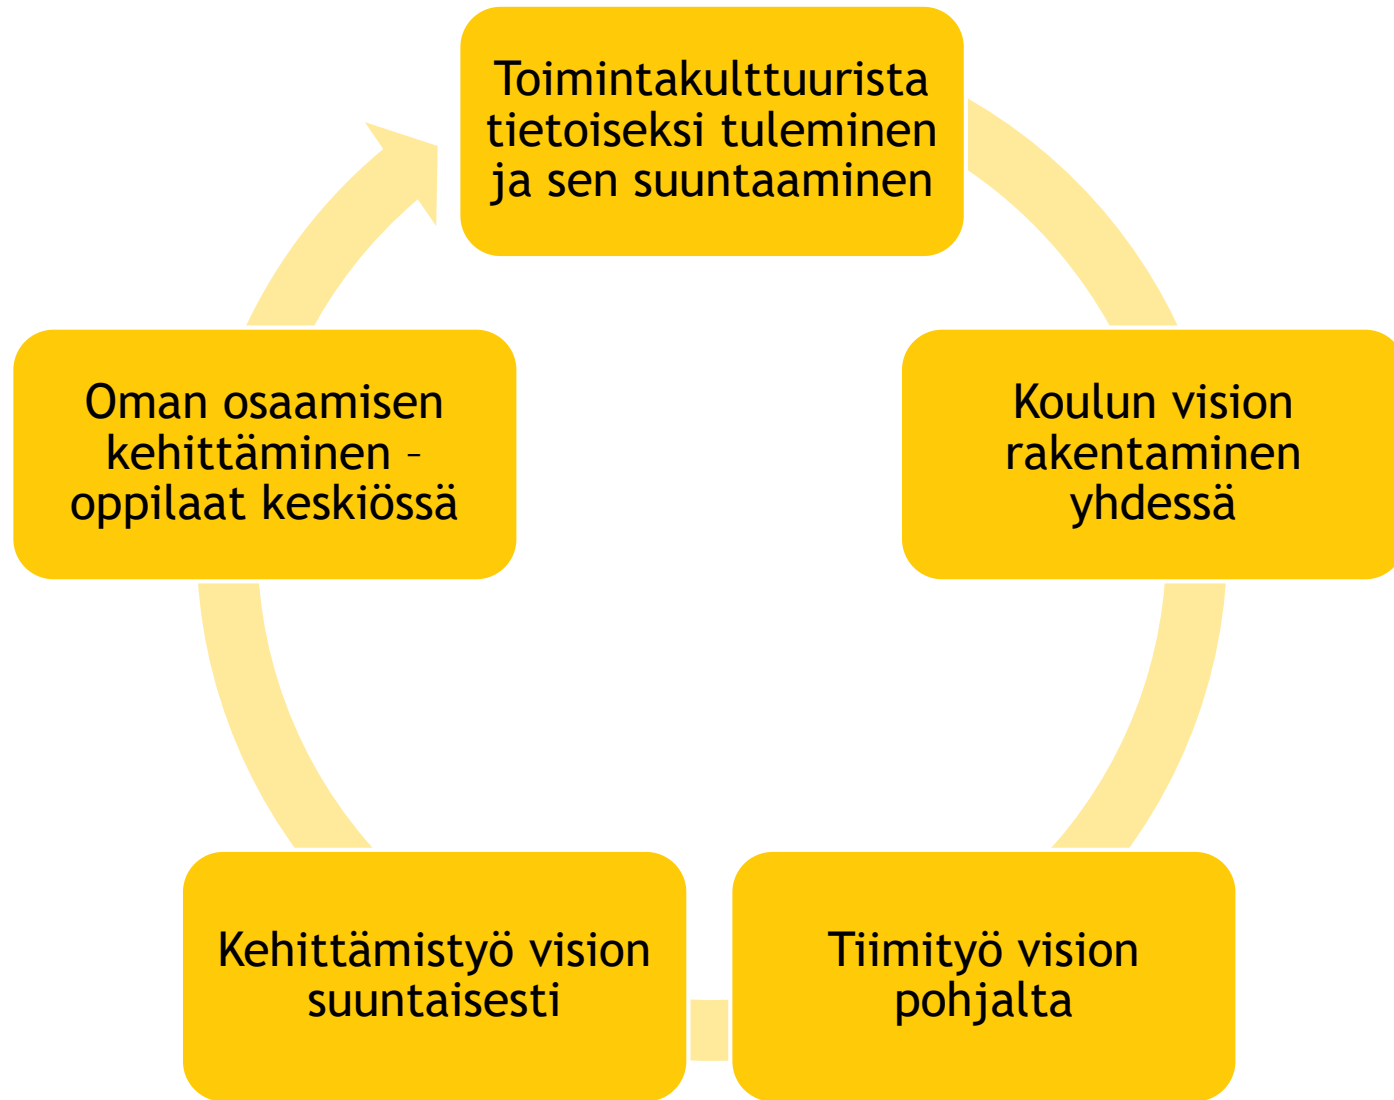 Toimintakulttuurista
tietoiseksi tuleminen
ja sen suuntaaminen
Koulun vision
rakentaminen
yhdessä
Tiimityö vision
pohjalta
Kehittämistyö vision
suuntaisesti
Oman osaamisen
kehittäminen –
oppilaat keskiössä